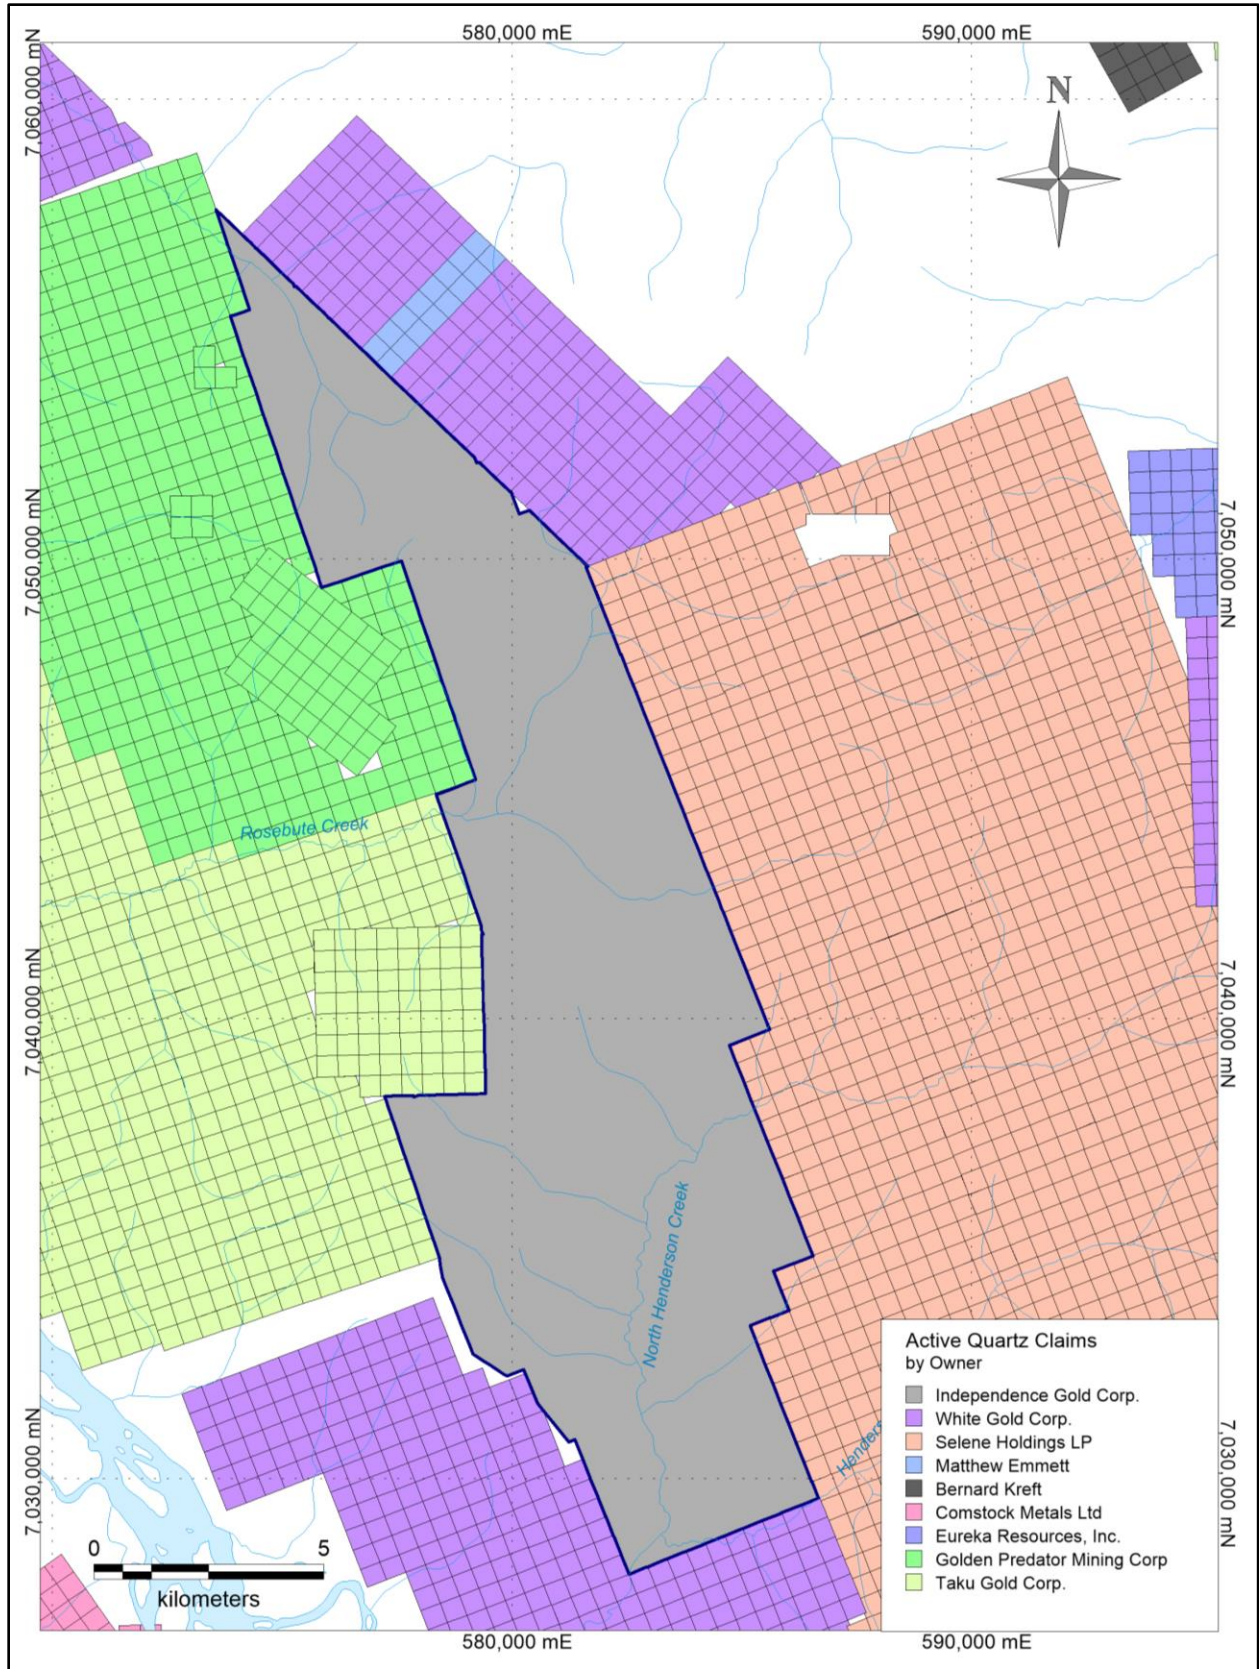 580,000 mE
590,000 mE
7,060,000 mN
N
7,050,000 mN
7,050,000 mN
Rosebute Creek
7,040,000 mN
7,040,000 mN
North Henderson Creek
Active Quartz Claims
by Owner
Independence Gold Corp.
White Gold Corp.
Selene Holdings LP
Matthew Emmett
Bernard Kreft
Comstock Metals Ltd
Eureka Resources, Inc.
Golden Predator Mining Corp
Taku Gold Corp.
Henders
7,030,000 mN
7,030,000 mN
0
5
kilometers
580,000 mE
590,000 mE